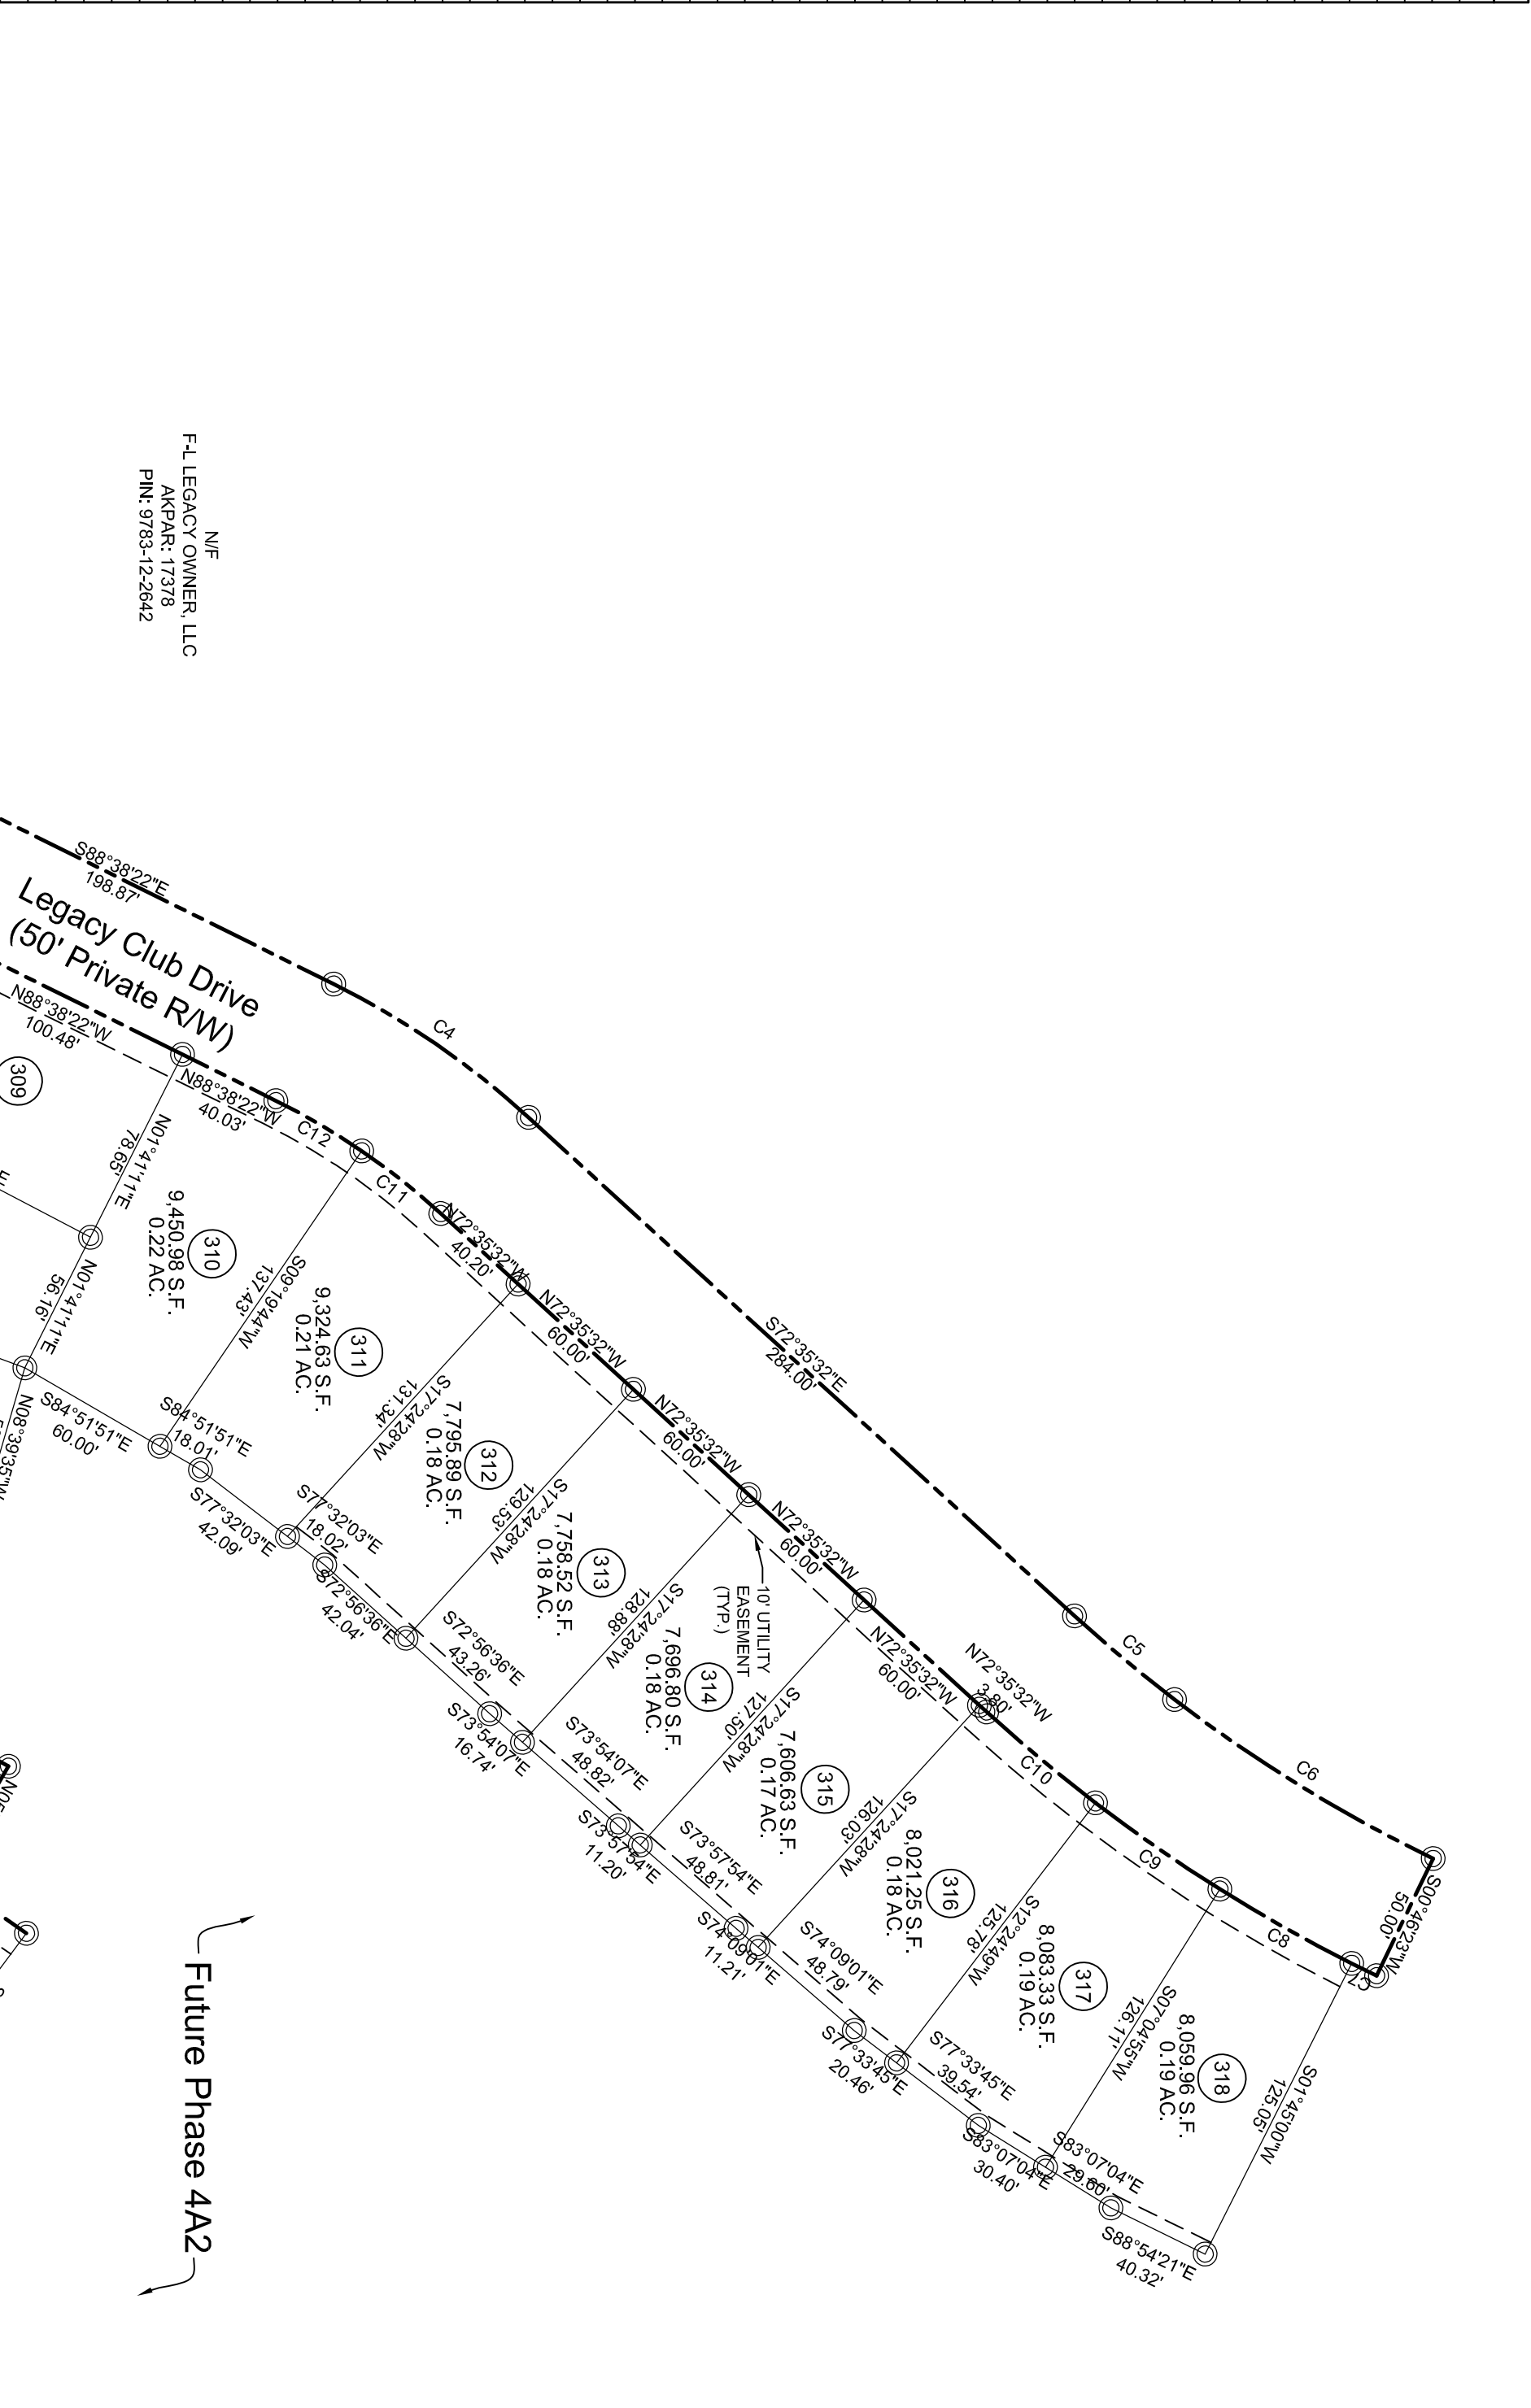 N/F
F-L LEGACY OWNER, LLC
AKPAR: 17378
PIN: 9783-12-2642
S88°38'22"E
198.87'
Legacy Club Drive
(50' Private R/W)
N88°38'22"W
100.48'
309
N88°38'22"W
40.03'
C4
C12
C11
N01°41'11"E
78.65'
310
9,450.98 S.F.
0.22 AC.
N01°41'11"E
56.16'
N08°39'35"W
S84°51'51"E
60.00'
S09°19'44"W
137.43'
S84°51'51"E
18.01'
311
9,324.63 S.F.
0.21 AC.
N72°35'32"W
40.20'
S77°32'03"E
42.09'
S17°24'28"W
131.34'
S77°32'03"E
18.02'
N72°35'32"W
60.00'
312
7,795.89 S.F.
0.18 AC.
S72°56'36"E
42.04'
S17°24'28"W
129.53'
S72°56'36"E
43.26'
N72°35'32"W
60.00'
313
7,758.52 S.F.
0.18 AC.
S73°54'07"E
16.74'
S17°24'28"W
128.88'
S73°54'07"E
48.82'
S72°35'32"E
284.00'
N72°35'32"W
60.00'
10' UTILITY
EASEMENT
(TYP.)
314
7,696.80 S.F.
0.18 AC.
S73°57'54"E
11.20'
S17°24'28"W
127.50'
S73°57'54"E
48.81'
N72°35'32"W
60.00'
315
7,606.63 S.F.
0.17 AC.
S74°09'01"E
11.21'
N72°35'32"W
3.80'
S17°24'28"W
126.03'
S74°09'01"E
48.79'
C5
C10
316
8,021.25 S.F.
0.18 AC.
S77°33'45"E
20.46'
S12°24'49"W
125.78'
S77°33'45"E
39.54'
C6
C9
317
8,083.33 S.F.
0.19 AC.
S83°07'04"E
30.40'
S07°04'55"W
126.11'
S83°07'04"E
29.60'
C8
318
8,059.96 S.F.
0.19 AC.
S88°54'21"E
40.32'
S01°45'00"W
125.05'
C7
S00°46'23"W
50.00'
Future Phase 4A2